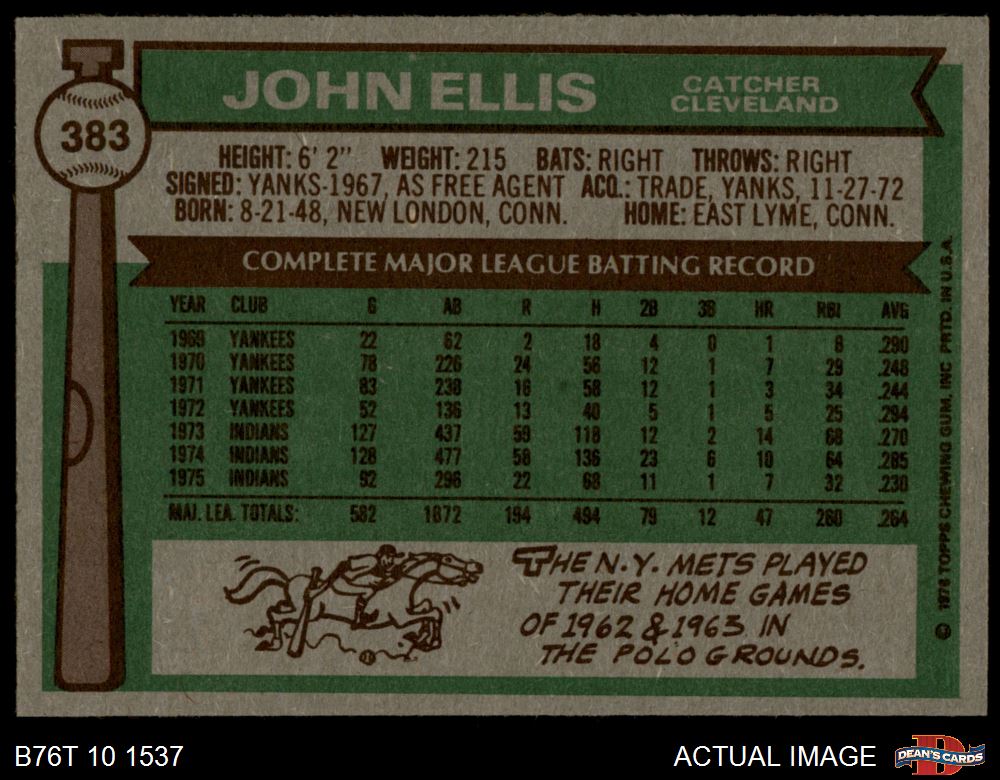 JOHN ELLIS
CATCHER
CLEVELAND
383
HEIGHT: 6' 2" WEIGHT: 215 BATS: RIGHT THROWS: RIGHT
SIGNED: YANKS-1967, AS FREE AGENT ACQ.: TRADE, YANKS, 11-27-72
BORN: 8-21-48, NEW LONDON, CONN. HOME: EAST LYME, CONN.
COMPLETE MAJOR LEAGUE BATTING RECORD
YEAR CLUB G AB R H 2B 3B HR RBI AVG
1969 YANKEES 22 62 2 18 4 0 1 8 .290
1970 YANKEES 78 226 24 56 12 1 7 29 .248
1971 YANKEES 83 238 16 58 12 1 3 34 .244
1972 YANKEES 52 136 13 40 5 1 5 25 .294
1973 INDIANS 127 437 59 118 12 2 14 68 .270
1974 INDIANS 128 477 58 136 23 6 10 64 .285
1975 INDIANS 92 296 22 68 11 1 7 32 .230
MAJ. LEA. TOTALS: 582 1872 194 494 79 12 47 260 .264
THE N.Y. METS PLAYED
THEIR HOME GAMES
OF 1962 & 1963 IN
THE POLO GROUNDS.
© 1976 TOPPS CHEWING GUM, INC PRTD. IN U.S.A.
B76T 10 1537
ACTUAL IMAGE
D
DEAN'S CARDS